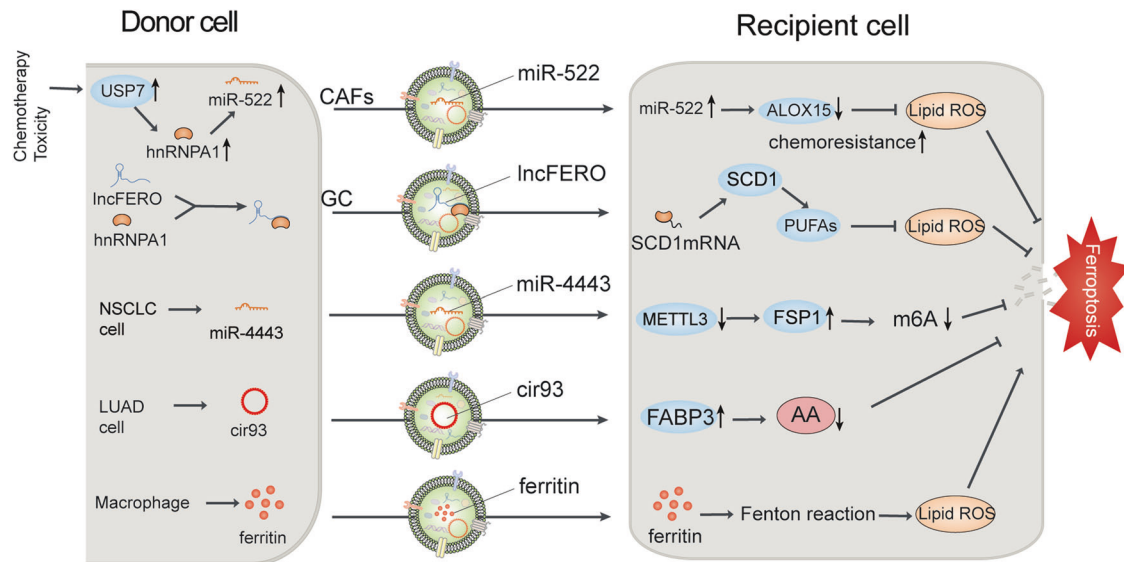 Donor cell
Recipient cell
Chemotherapy
Toxicity
USP7
miR-522
hnRNPA1
lncFERO
hnRNPA1
NSCLC
cell
miR-4443
LUAD
cell
cir93
Macrophage
ferritin
CAFs
miR-522
GC
lncFERO
miR-4443
cir93
ferritin
miR-522
ALOX15
Lipid ROS
chemoresistance
SCD1
SCD1mRNA
PUFAs
Lipid ROS
METTL3
FSP1
m6A
FABP3
AA
ferritin
Fenton reaction
Lipid ROS
Ferroptosis